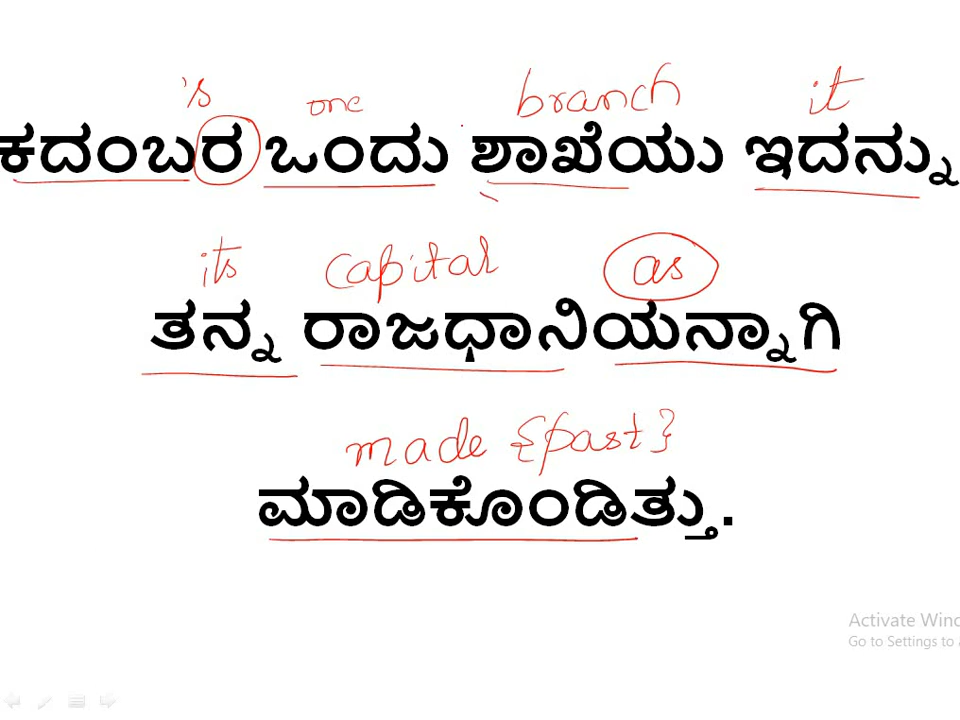 's one branch it
ಕದಂಬರ ಒಂದು ಶಾಖೆಯು ಇದನ್ನು
its capital as
ತನ್ನ ರಾಜಧಾನಿಯನ್ನಾಗಿ
made {past}
ಮಾಡಿಕೊಂಡಿತ್ತು.
Activate Wind
Go to Settings to